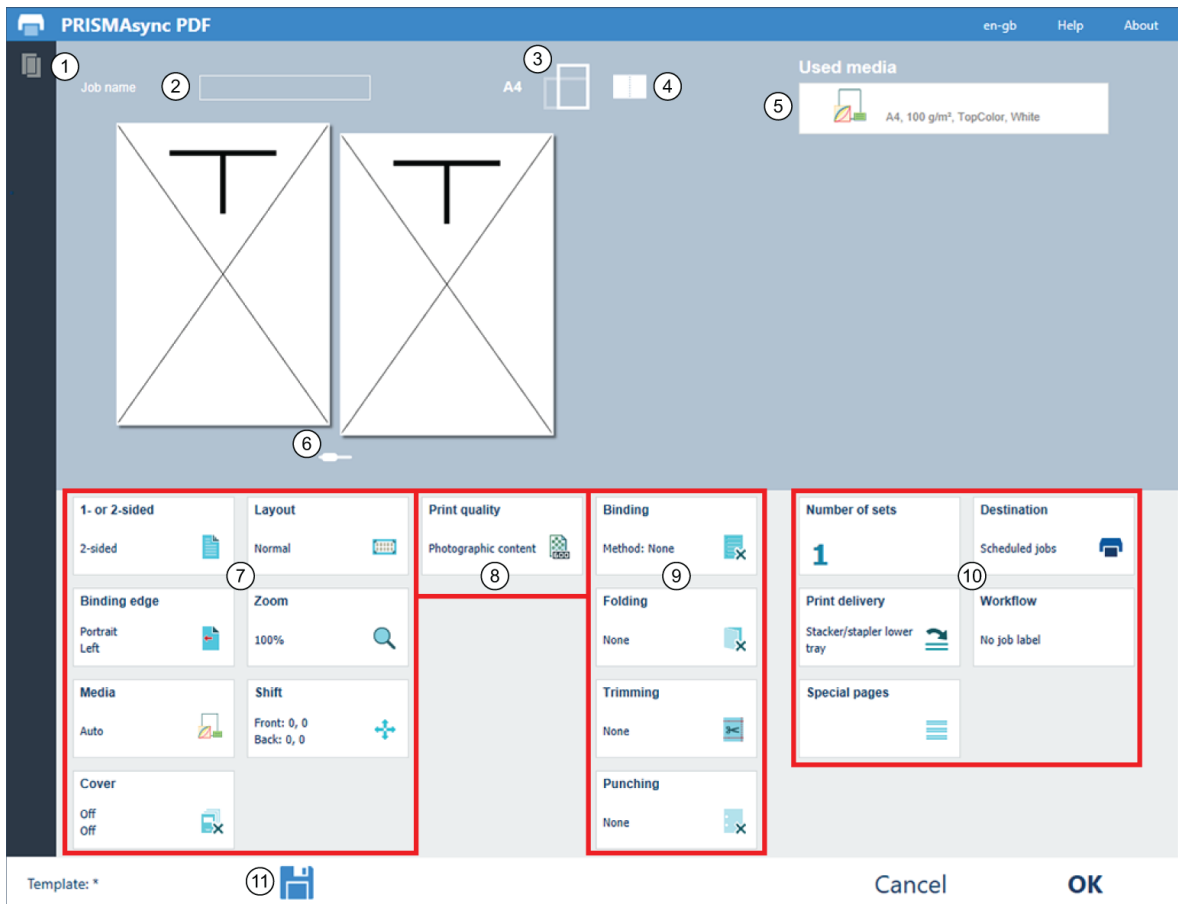 PRISMAsync PDF
en-gb Help About
1
Job name
2
A4
3
4
Used media
5
A4, 100 g/m², TopColor, White
6
1- or 2-sided
2-sided
Layout
Normal
Print quality
Photographic content
Binding
Method: None
Number of sets
1
Destination
Scheduled jobs
7
8
9
10
Binding edge
Portrait
Left
Zoom
100%
Folding
None
Print delivery
Stacker/stapler lower
tray
Workflow
No job label
Media
Auto
Shift
Front: 0, 0
Back: 0, 0
Trimming
None
Special pages
Cover
Off
Off
Punching
None
Template: *
11
Cancel
OK